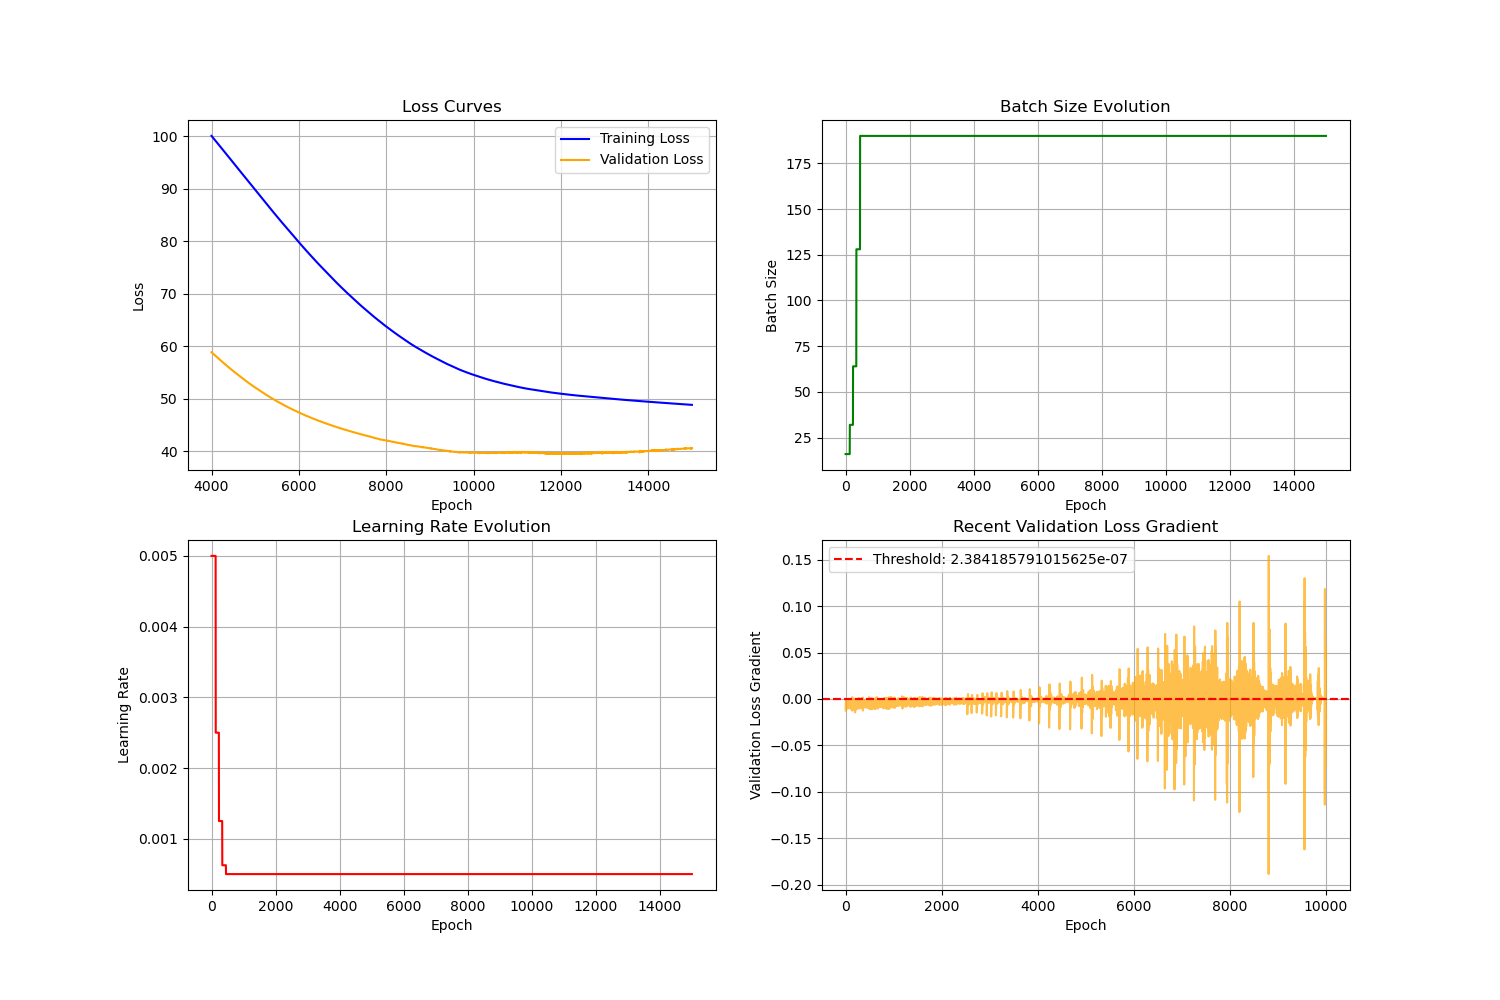 Loss Curves
Training Loss
Validation Loss
100
90
80
70
60
50
40
Loss
4000 6000 8000 10000 12000 14000
Epoch
Batch Size Evolution
175
150
125
100
75
50
25
Batch Size
0 2000 4000 6000 8000 10000 12000 14000
Epoch
Learning Rate Evolution
0.005
0.004
0.003
0.002
0.001
Learning Rate
0 2000 4000 6000 8000 10000 12000 14000
Epoch
Recent Validation Loss Gradient
Threshold: 2.384185791015625e-07
0.15
0.10
0.05
0.00
−0.05
−0.10
−0.15
−0.20
Validation Loss Gradient
0 2000 4000 6000 8000 10000
Epoch